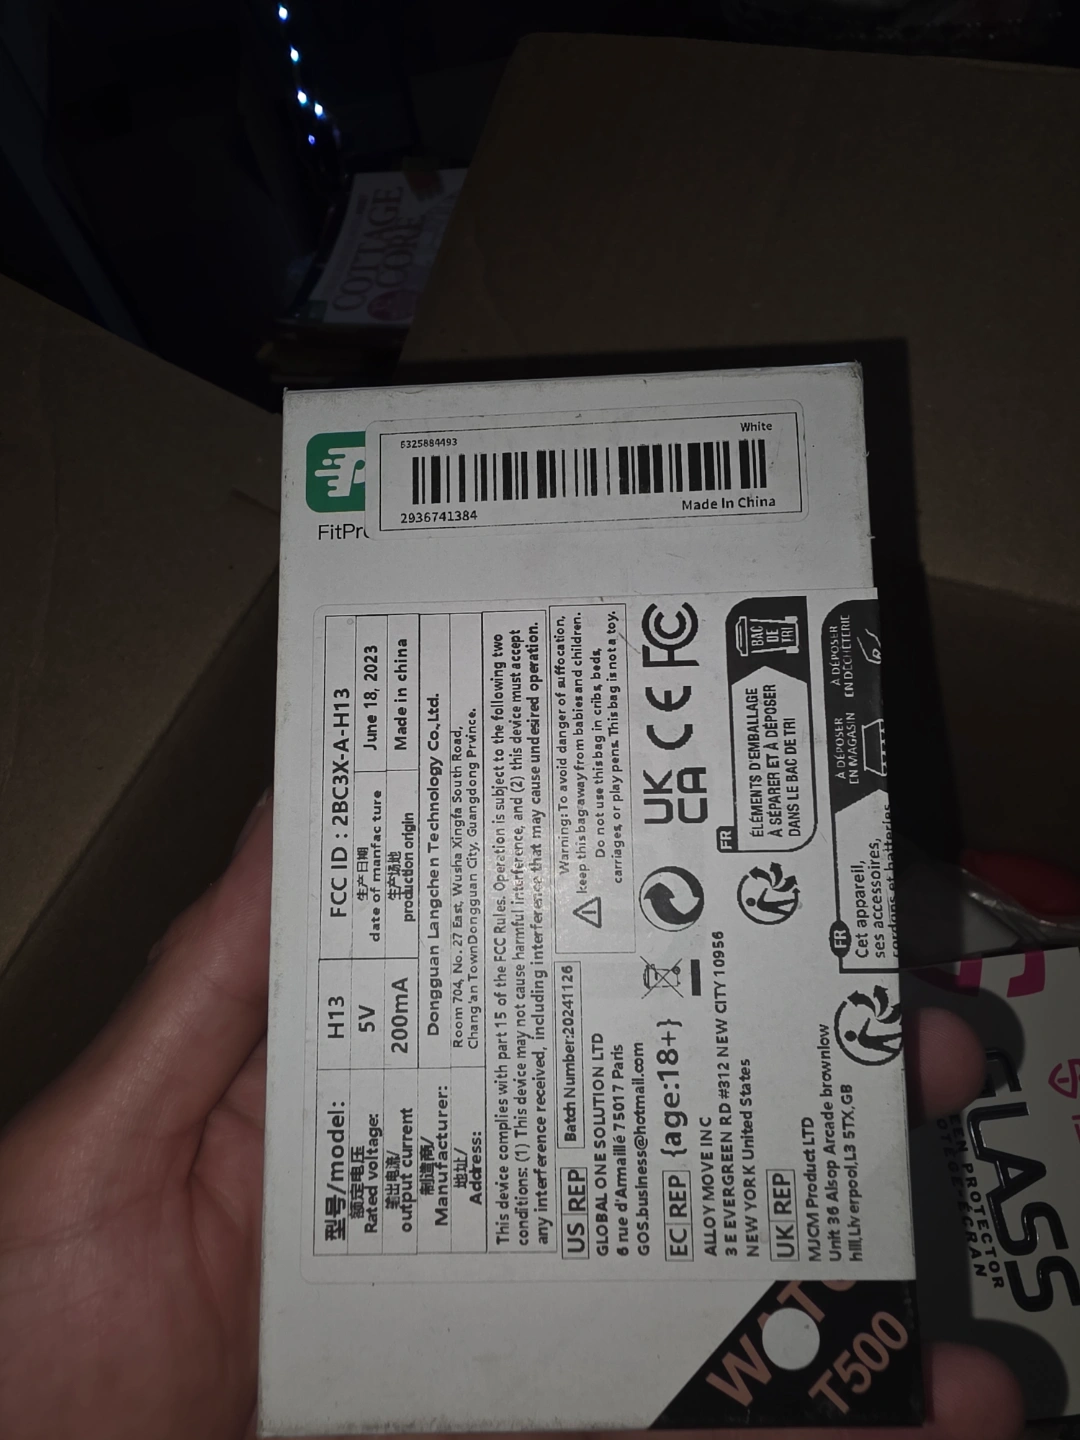 COTTAGE
CORE
FitPr
6325884493
White
2936741384
Made In China
型号/model:
H13
FCC ID : 2BC3X-A-H13
额定电压
Rated voltage:
5V
生产日期
date of manfac ture
June 18, 2023
输出电流/
output current
200mA
生产场地
production origin
Made in china
制造商/
Manufacturer:
Dongguan Langchen Technology Co.,Ltd.
地址/
Address:
Room 704, No. 27 East, Wusha Xingfa South Road,
Chang'an TownDongguan City, Guangdong Prvince.
This device complies with part 15 of the FCC Rules. Operation is subject to the following two
conditions: (1) This device may not cause harmful interference, and (2) this device must accept
any interference received, including interference that may cause undesired operation.
US REP
Batch Number:20241126
GLOBAL ONE SOLUTION LTD
6 rue d'Armaillé 75017 Paris
GOS.business@hotmail.com
Warning:To avoid danger of suffocation,
keep this bag away from babies and children.
Do not use this bag in cribs, beds,
carriages, or play pens. This bag is not a toy.
EC REP
{age:18+}
UK
CA
CE
FC
ALLOY MOVE INC
3 E EVERGREEN RD #312 NEW CITY 10956
NEW YORK United States
FR
ÉLÉMENTS D'EMBALLAGE
À SÉPARER ET À DÉPOSER
DANS LE BAC DE TRI
BAC
DE
TRI
UK REP
MJCM Product LTD
Unit 36 Alsop Arcade brownlow
hill,Liverpool,L3 5TX,GB
FR
Cet appareil,
ses accessoires,
cordons et batteries
À DÉPOSER
EN MAGASIN
À DÉPOSER
EN DÉCHÈTERIE
WATC
T500
GLASS
EEN PROTECTOR
OTÈGE-ÉCRAN